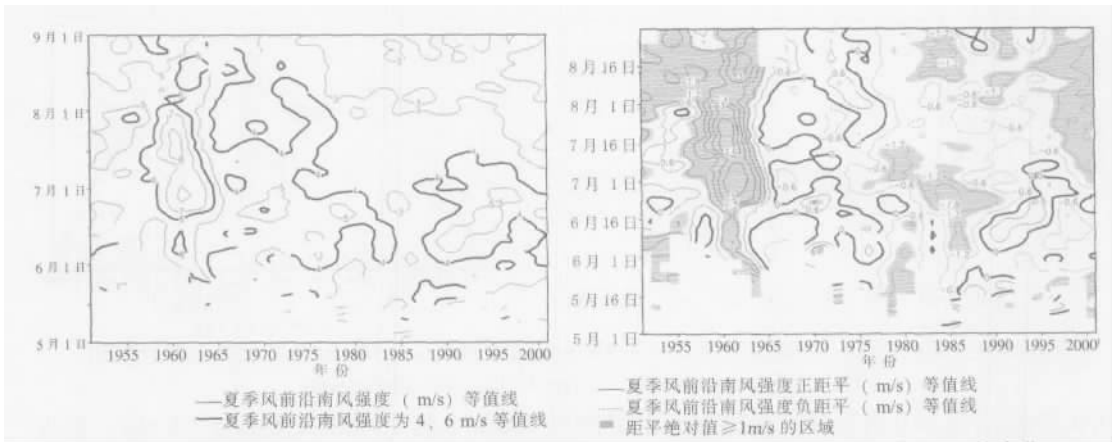 9月1日
8月1日
7月1日
6月1日
5月1日
1955 1960 1965 1970 1975 1980 1985 1990 1995 2000
年份
夏季风前沿南风强度（m/s）等值线
夏季风前沿南风强度为4，6 m/s等值线
8月16日
8月1日
7月16日
7月1日
6月16日
6月1日
5月16日
5月1日
1955 1960 1965 1970 1975 1980 1985 1990 1995 2000
年份
夏季风前沿南风强度正距平（m/s）等值线
夏季风前沿南风强度负距平（m/s）等值线
距平绝对值≥1m/s的区域